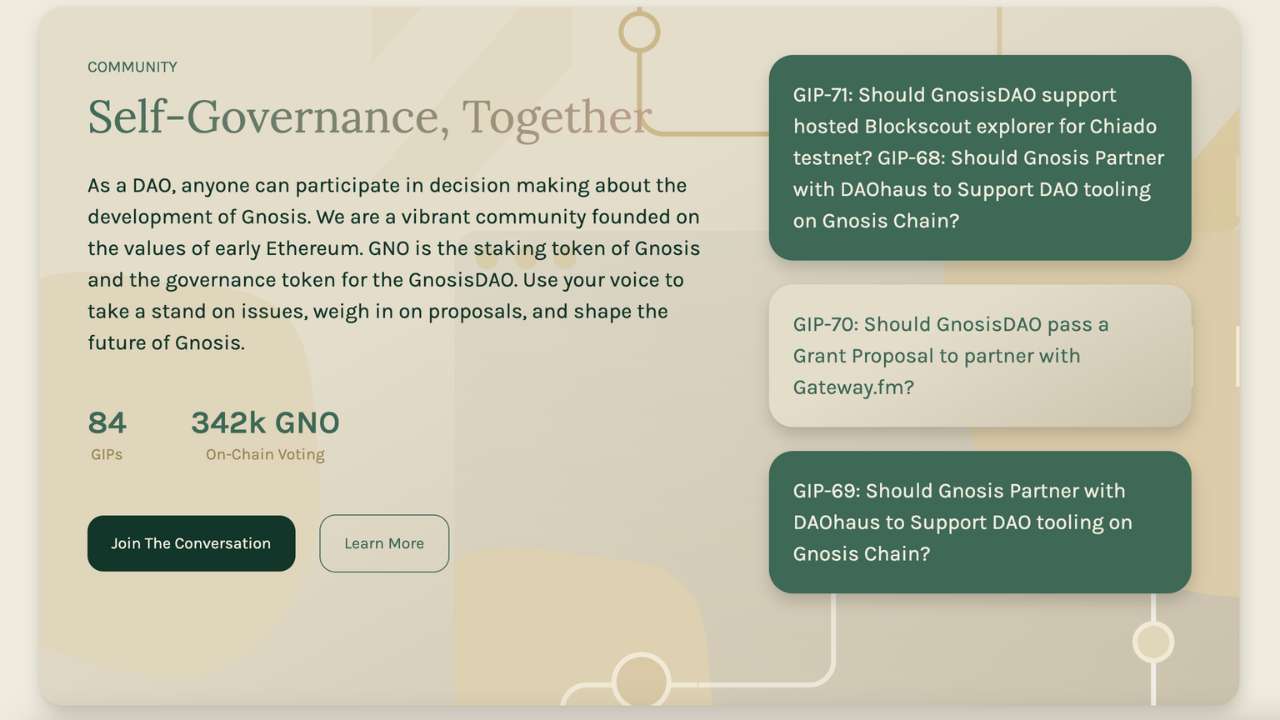 COMMUNITY
Self-Governance, Together
As a DAO, anyone can participate in decision making about the
development of Gnosis. We are a vibrant community founded on
the values of early Ethereum. GNO is the staking token of Gnosis
and the governance token for the GnosisDAO. Use your voice to
take a stand on issues, weigh in on proposals, and shape the
future of Gnosis.
84
GIPs
342k GNO
On-Chain Voting
Join The Conversation
Learn More
GIP-71: Should GnosisDAO support
hosted Blockscout explorer for Chiado
testnet? GIP-68: Should Gnosis Partner
with DAOhaus to Support DAO tooling
on Gnosis Chain?
GIP-70: Should GnosisDAO pass a
Grant Proposal to partner with
Gateway.fm?
GIP-69: Should Gnosis Partner with
DAOhaus to Support DAO tooling on
Gnosis Chain?